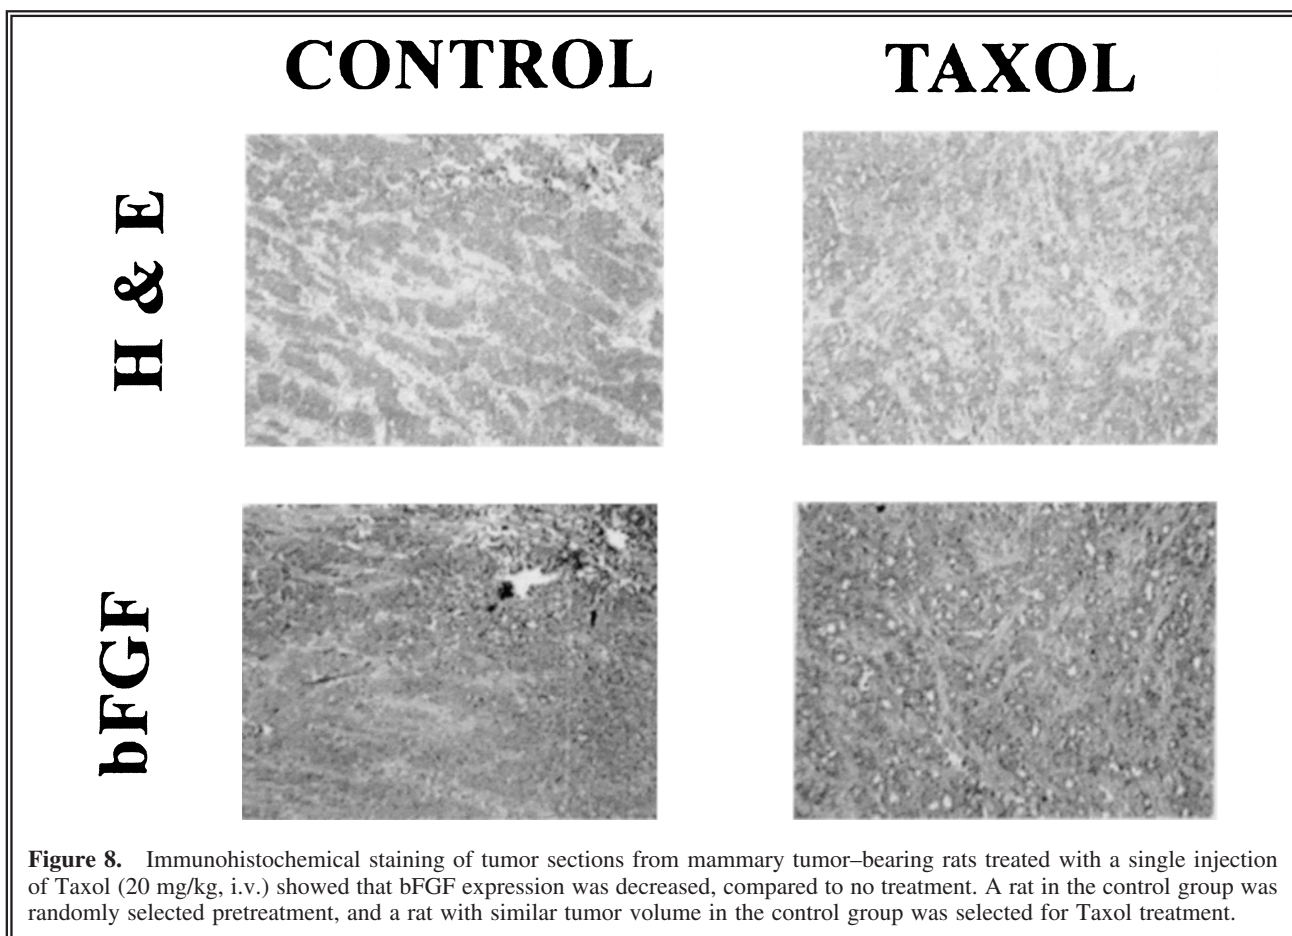 CONTROL TAXOL
H & E
bFGF
Figure 8. Immunohistochemical staining of tumor sections from mammary tumor–bearing rats treated with a single injection
of Taxol (20 mg/kg, i.v.) showed that bFGF expression was decreased, compared to no treatment. A rat in the control group was
randomly selected pretreatment, and a rat with similar tumor volume in the control group was selected for Taxol treatment.